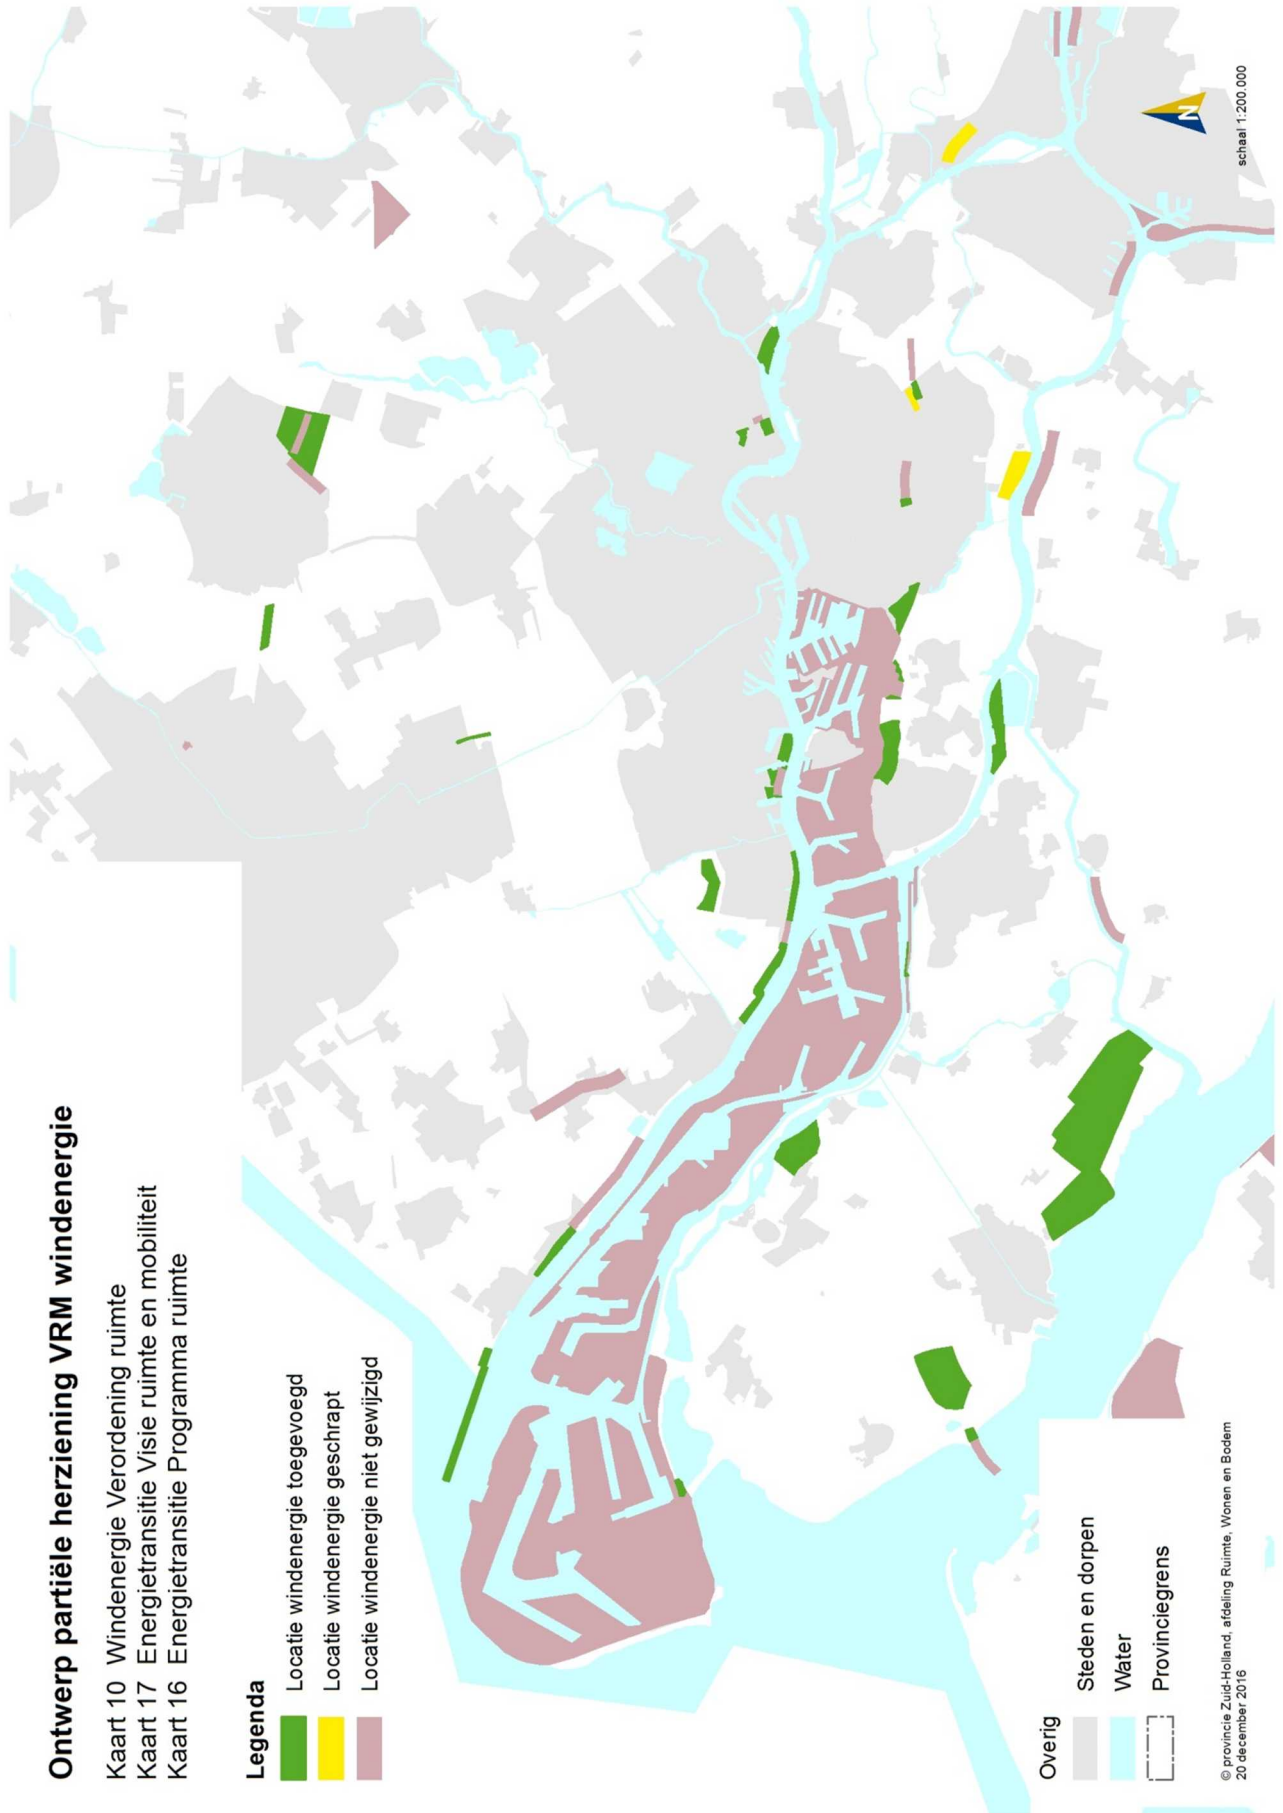 Ontwerp partiële herziening VRM windenergie
Kaart 10 Windenergie Verordening ruimte
Kaart 17 Energietransitie Visie ruimte en mobiliteit
Kaart 16 Energietransitie Programma ruimte
Legenda
Locatie windenergie toegevoegd
Locatie windenergie geschrapt
Locatie windenergie niet gewijzigd
Overig
Steden en dorpen
Water
Provinciegrens
© provincie Zuid-Holland, afdeling Ruimte, Wonen en Bodem
20 december 2016
N
schaal 1:200.000